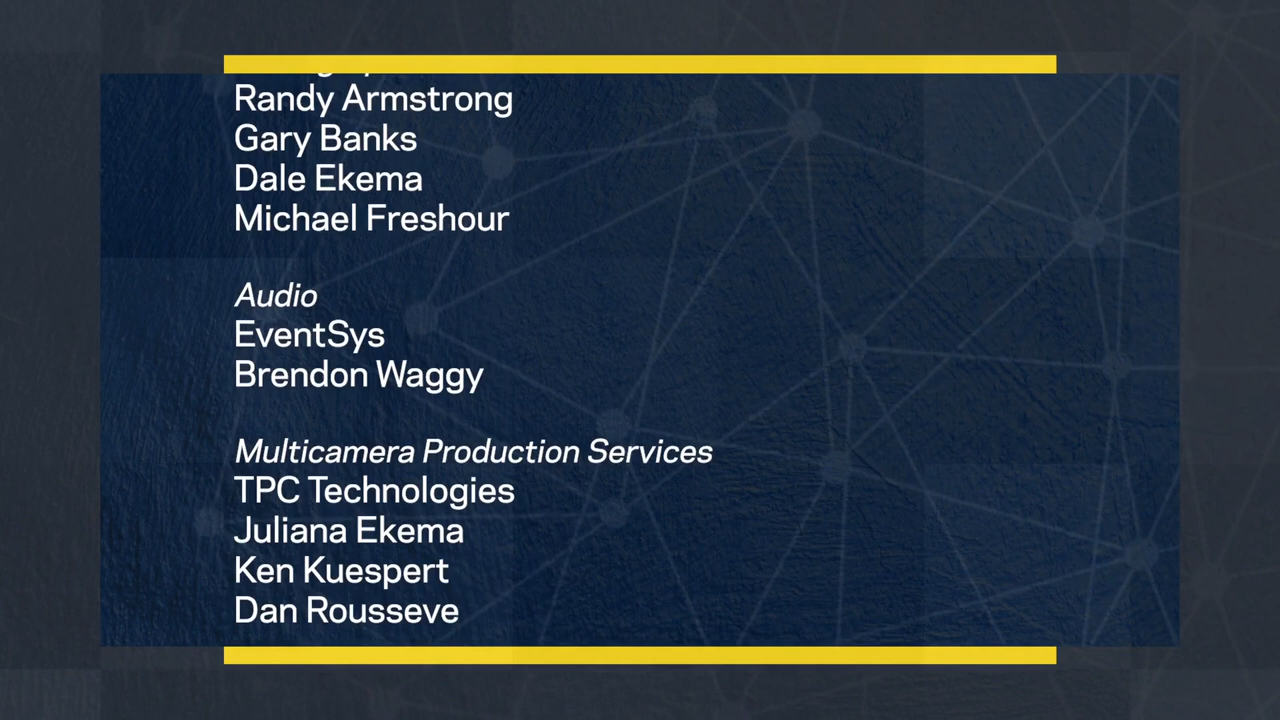 Randy Armstrong
Gary Banks
Dale Ekema
Michael Freshour
Audio
EventSys
Brendon Waggy
Multicamera Production Services
TPC Technologies
Juliana Ekema
Ken Kuespert
Dan Rousseve